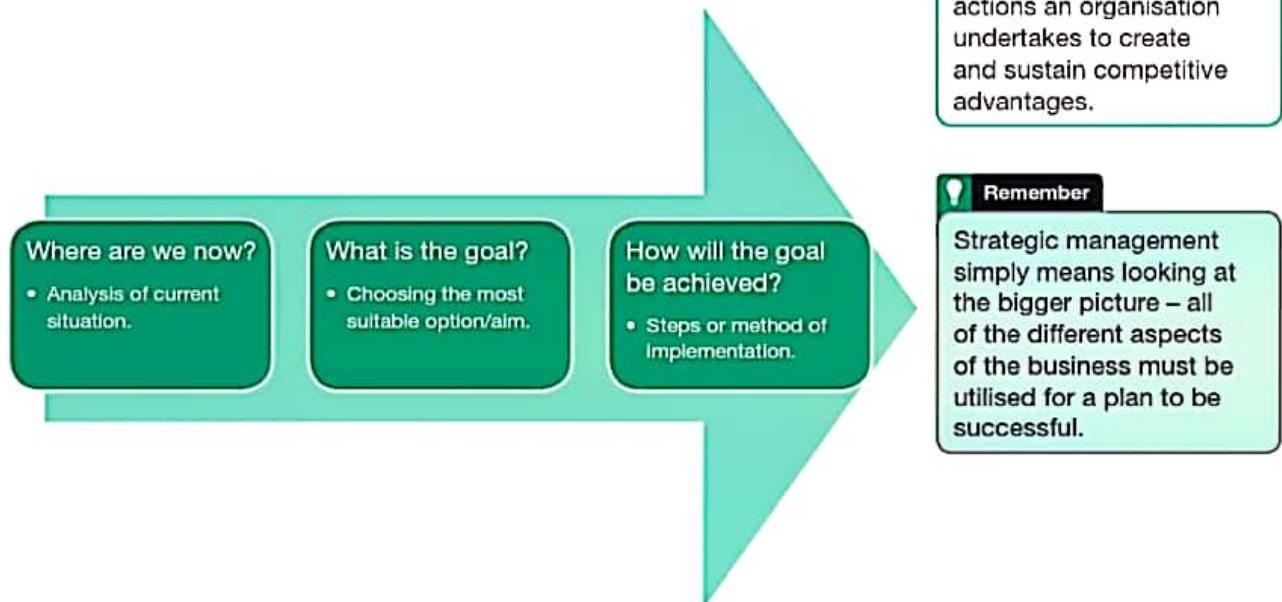 Where are we now?
• Analysis of current
situation.
What is the goal?
• Choosing the most
suitable option/aim.
How will the goal
be achieved?
• Steps or method of
implementation.
actions an organisation
undertakes to create
and sustain competitive
advantages.
Remember
Strategic management
simply means looking at
the bigger picture – all
of the different aspects
of the business must be
utilised for a plan to be
successful.